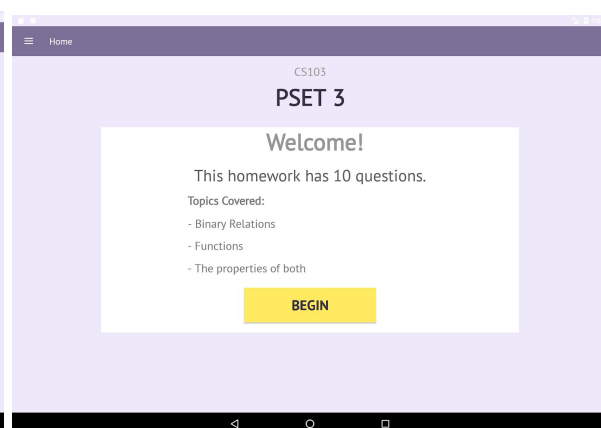 Home
CS103
PSET 3
Welcome!
This homework has 10 questions.
Topics Covered:
- Binary Relations
- Functions
- The properties of both
BEGIN